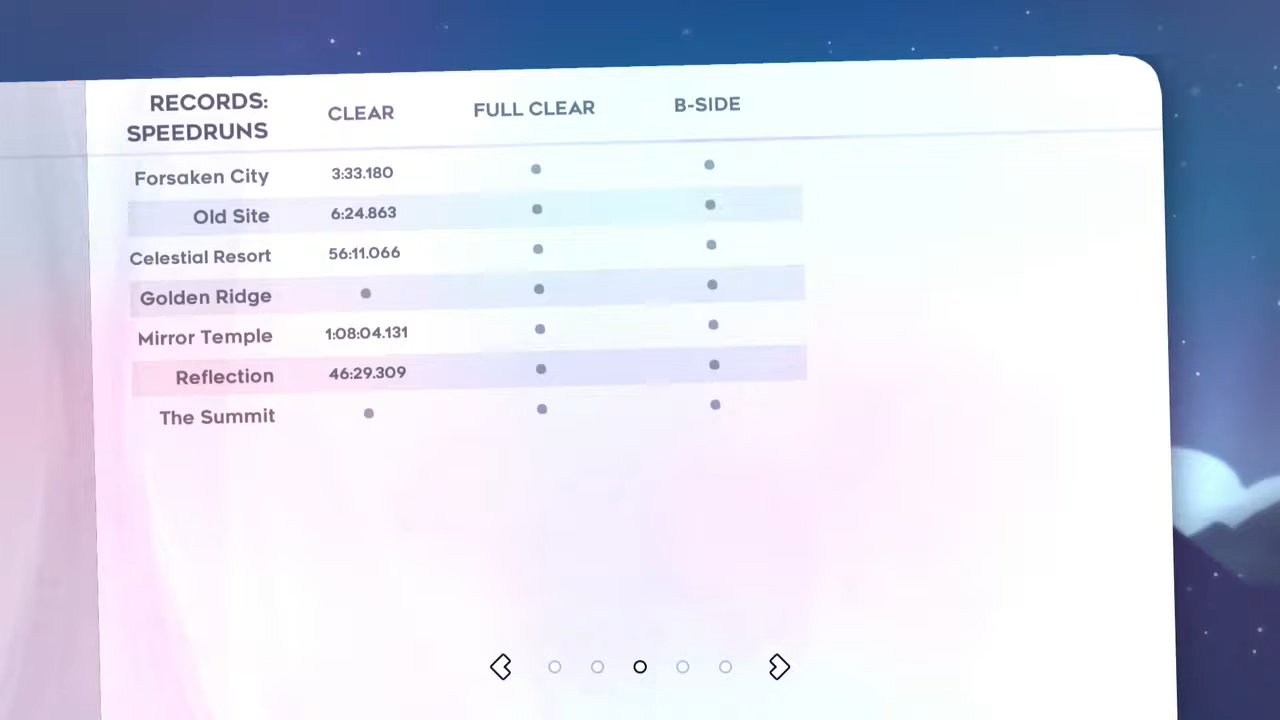 RECORDS: SPEEDRUNS CLEAR FULL CLEAR B-SIDE
Forsaken City 3:33.180
Old Site 6:24.863
Celestial Resort 56:11.066
Golden Ridge
Mirror Temple 1:08:04.131
Reflection 46:29.309
The Summit